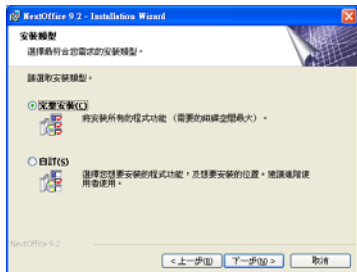 NextOffice 9.2 - Installation Wizard
安裝類型
選擇最符合您需求的安裝類型。
請選取安裝類型。
完整安裝(C)
將安裝所有的程式功能 (需要的磁碟空間最大)。
自訂(S)
選擇您想要安裝的程式功能，及想要安裝的位置。建議進階使
用者使用。
NextOffice 9.2
<上一步(B) 下一步(N)> 取消